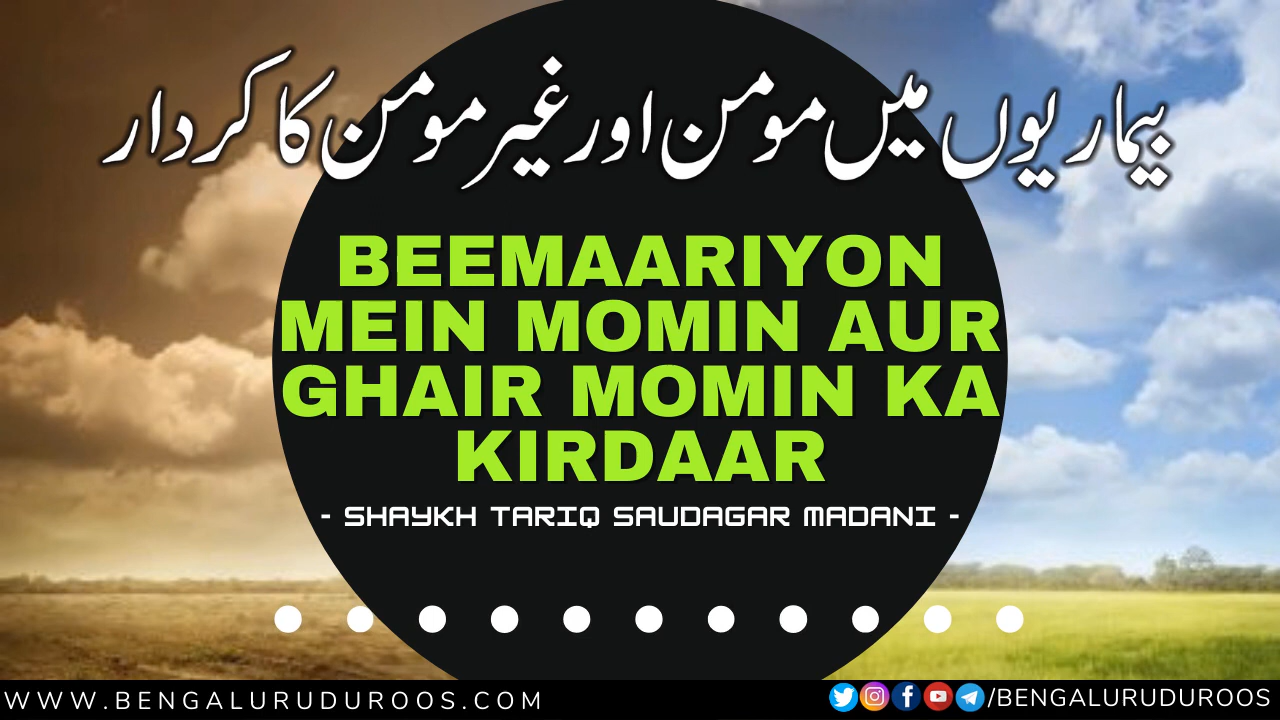 بیماریوں میں مومن اور غیر مومن کا کردار
BEEMAARIYON
MEIN MOMIN AUR
GHAIR MOMIN KA
KIRDAAR
- SHAYKH TARIQ SAUDAGAR MADANI -
WWW.BENGALURUDUROOS.COM
/BENGALURUDUROOS